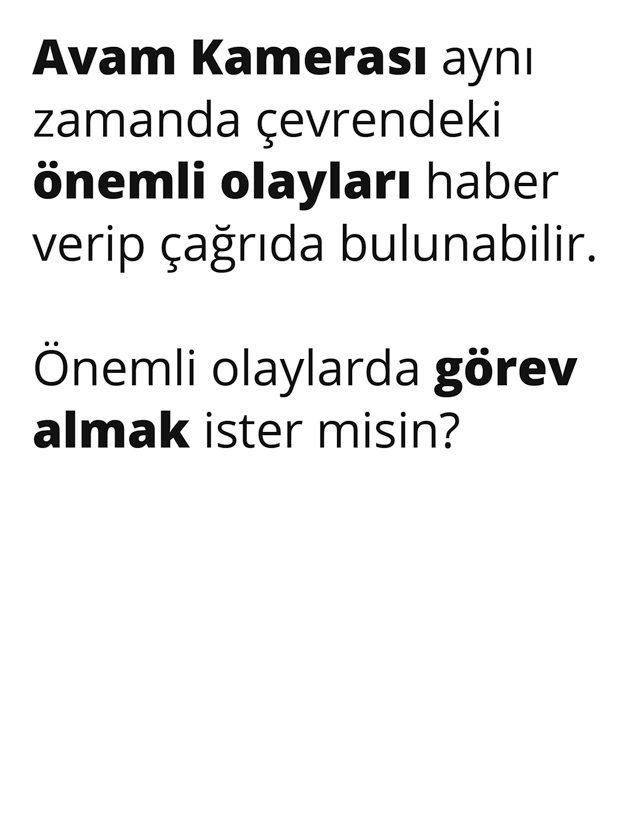 Avam Kamerası aynı
zamanda çevrendeki
önemli olayları haber
verip çağrıda bulunabilir.
Önemli olaylarda görev
almak ister misin?